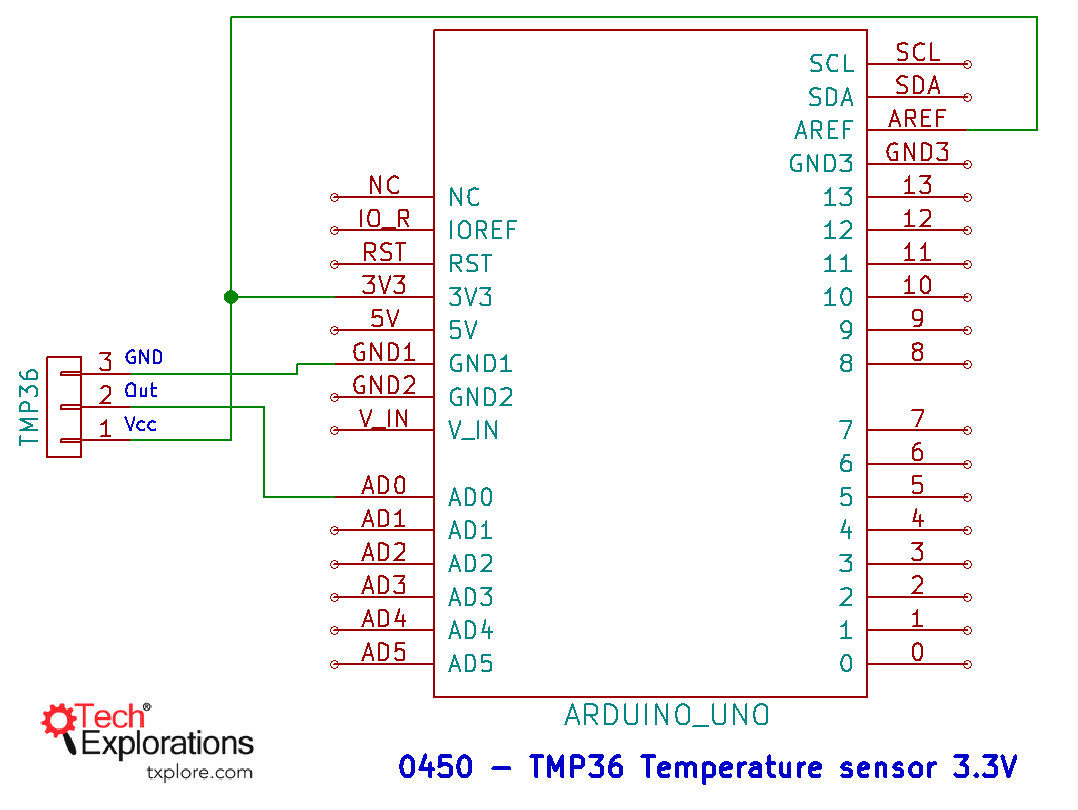 SCL SCL
SDA SDA
AREF AREF
GND3 GND3
NC NC
13 13
IO_R IOREF
12 12
RST RST
11 11
3V3 3V3
10 10
5V 5V
9 9
GND1 GND1
8 8
GND2 GND2
V_IN V_IN
7 7
6 6
AD0 AD0
5 5
AD1 AD1
4 4
AD2 AD2
3 3
AD3 AD3
2 2
AD4 AD4
1 1
AD5 AD5
0 0
TMP36
3 GND
2 Out
1 Vcc
ARDUINO_UNO
Tech®
Explorations
txplore.com
0450 - TMP36 Temperature sensor 3.3V